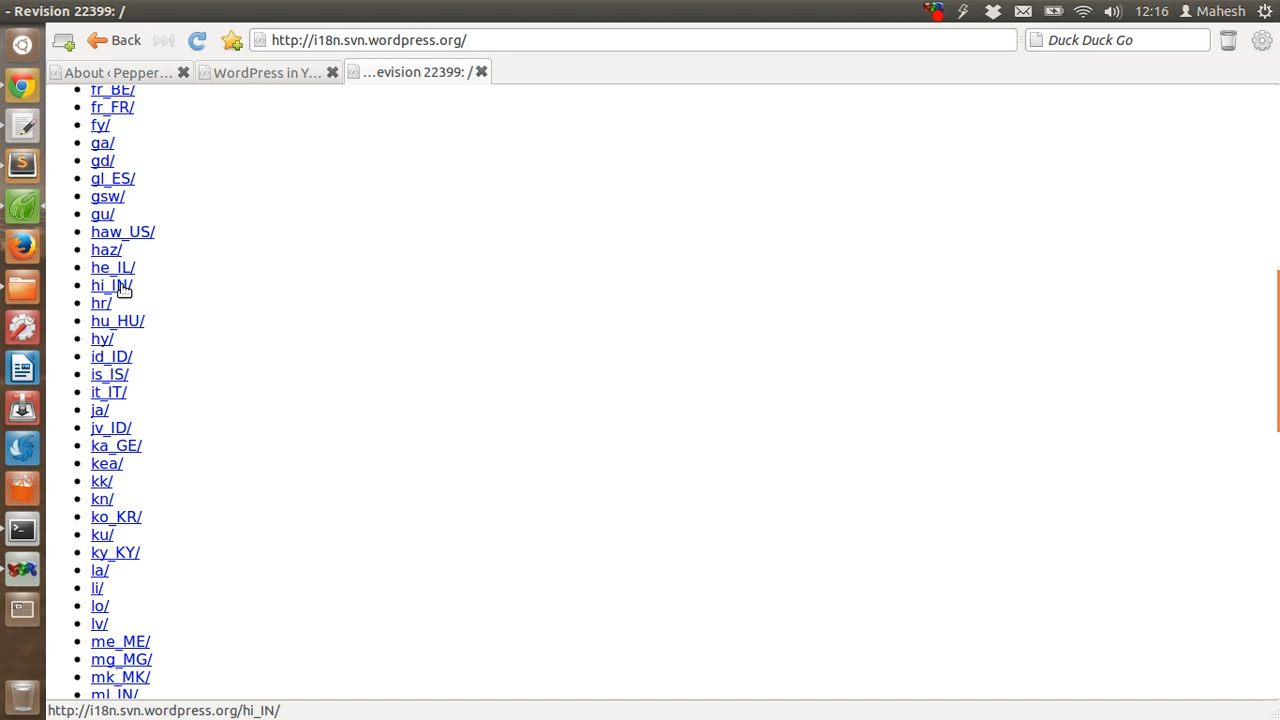 - Revision 22399: /
12:16 Mahesh
Back http://i18n.svn.wordpress.org/ Duck Duck Go
About ‹ Pepper... WordPress in Y... ...evision 22399: /
fr_BE/
fr_FR/
fy/
ga/
gd/
gl_ES/
gsw/
gu/
haw_US/
haz/
he_IL/
hi_IN/
hr/
hu_HU/
hy/
id_ID/
is_IS/
it_IT/
ja/
jv_ID/
ka_GE/
kea/
kk/
kn/
ko_KR/
ku/
ky_KY/
la/
li/
lo/
lv/
me_ME/
mg_MG/
mk_MK/
ml_IN/
http://i18n.svn.wordpress.org/hi_IN/